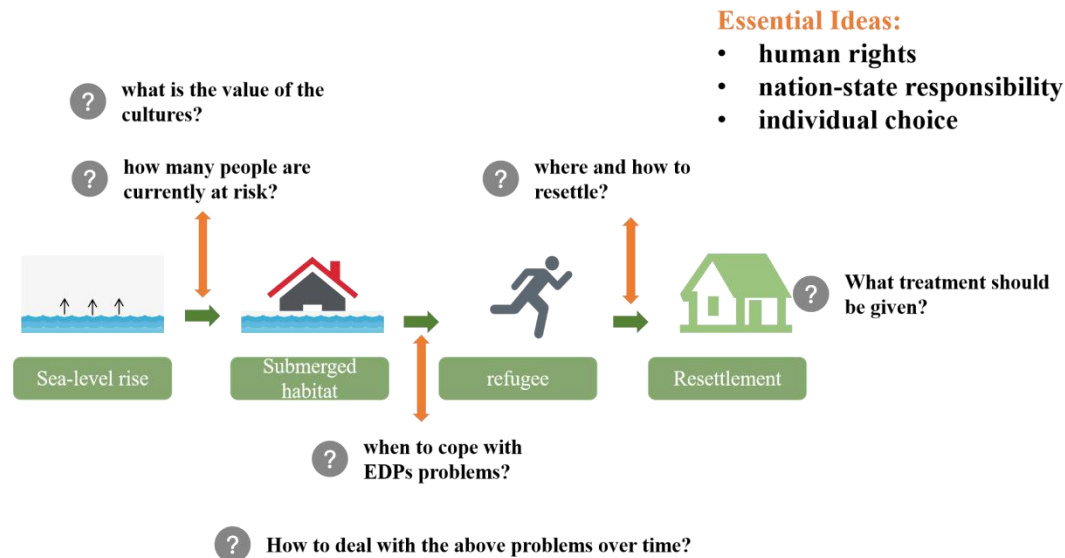 Essential Ideas:
• human rights
• nation-state responsibility
• individual choice
? what is the value of the
cultures?
? how many people are
currently at risk?
? where and how to
resettle?
? What treatment should
be given?
Sea-level rise
Submerged
habitat
refugee
Resettlement
? when to cope with
EDPs problems?
? How to deal with the above problems over time?